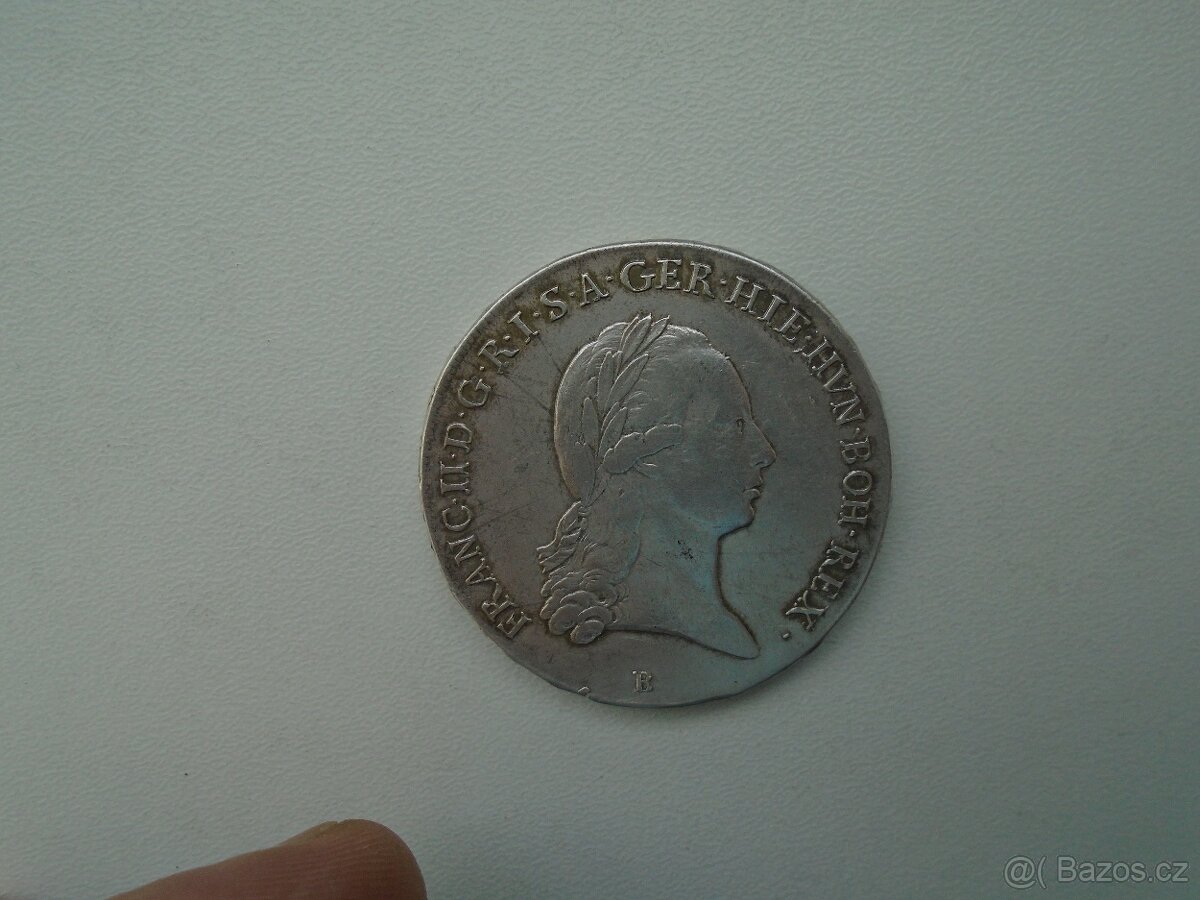 FRANC·II·D·G·R·I·S·A·GER·HIE·HVN·BOH·REX·
B
@( Bazos.cz